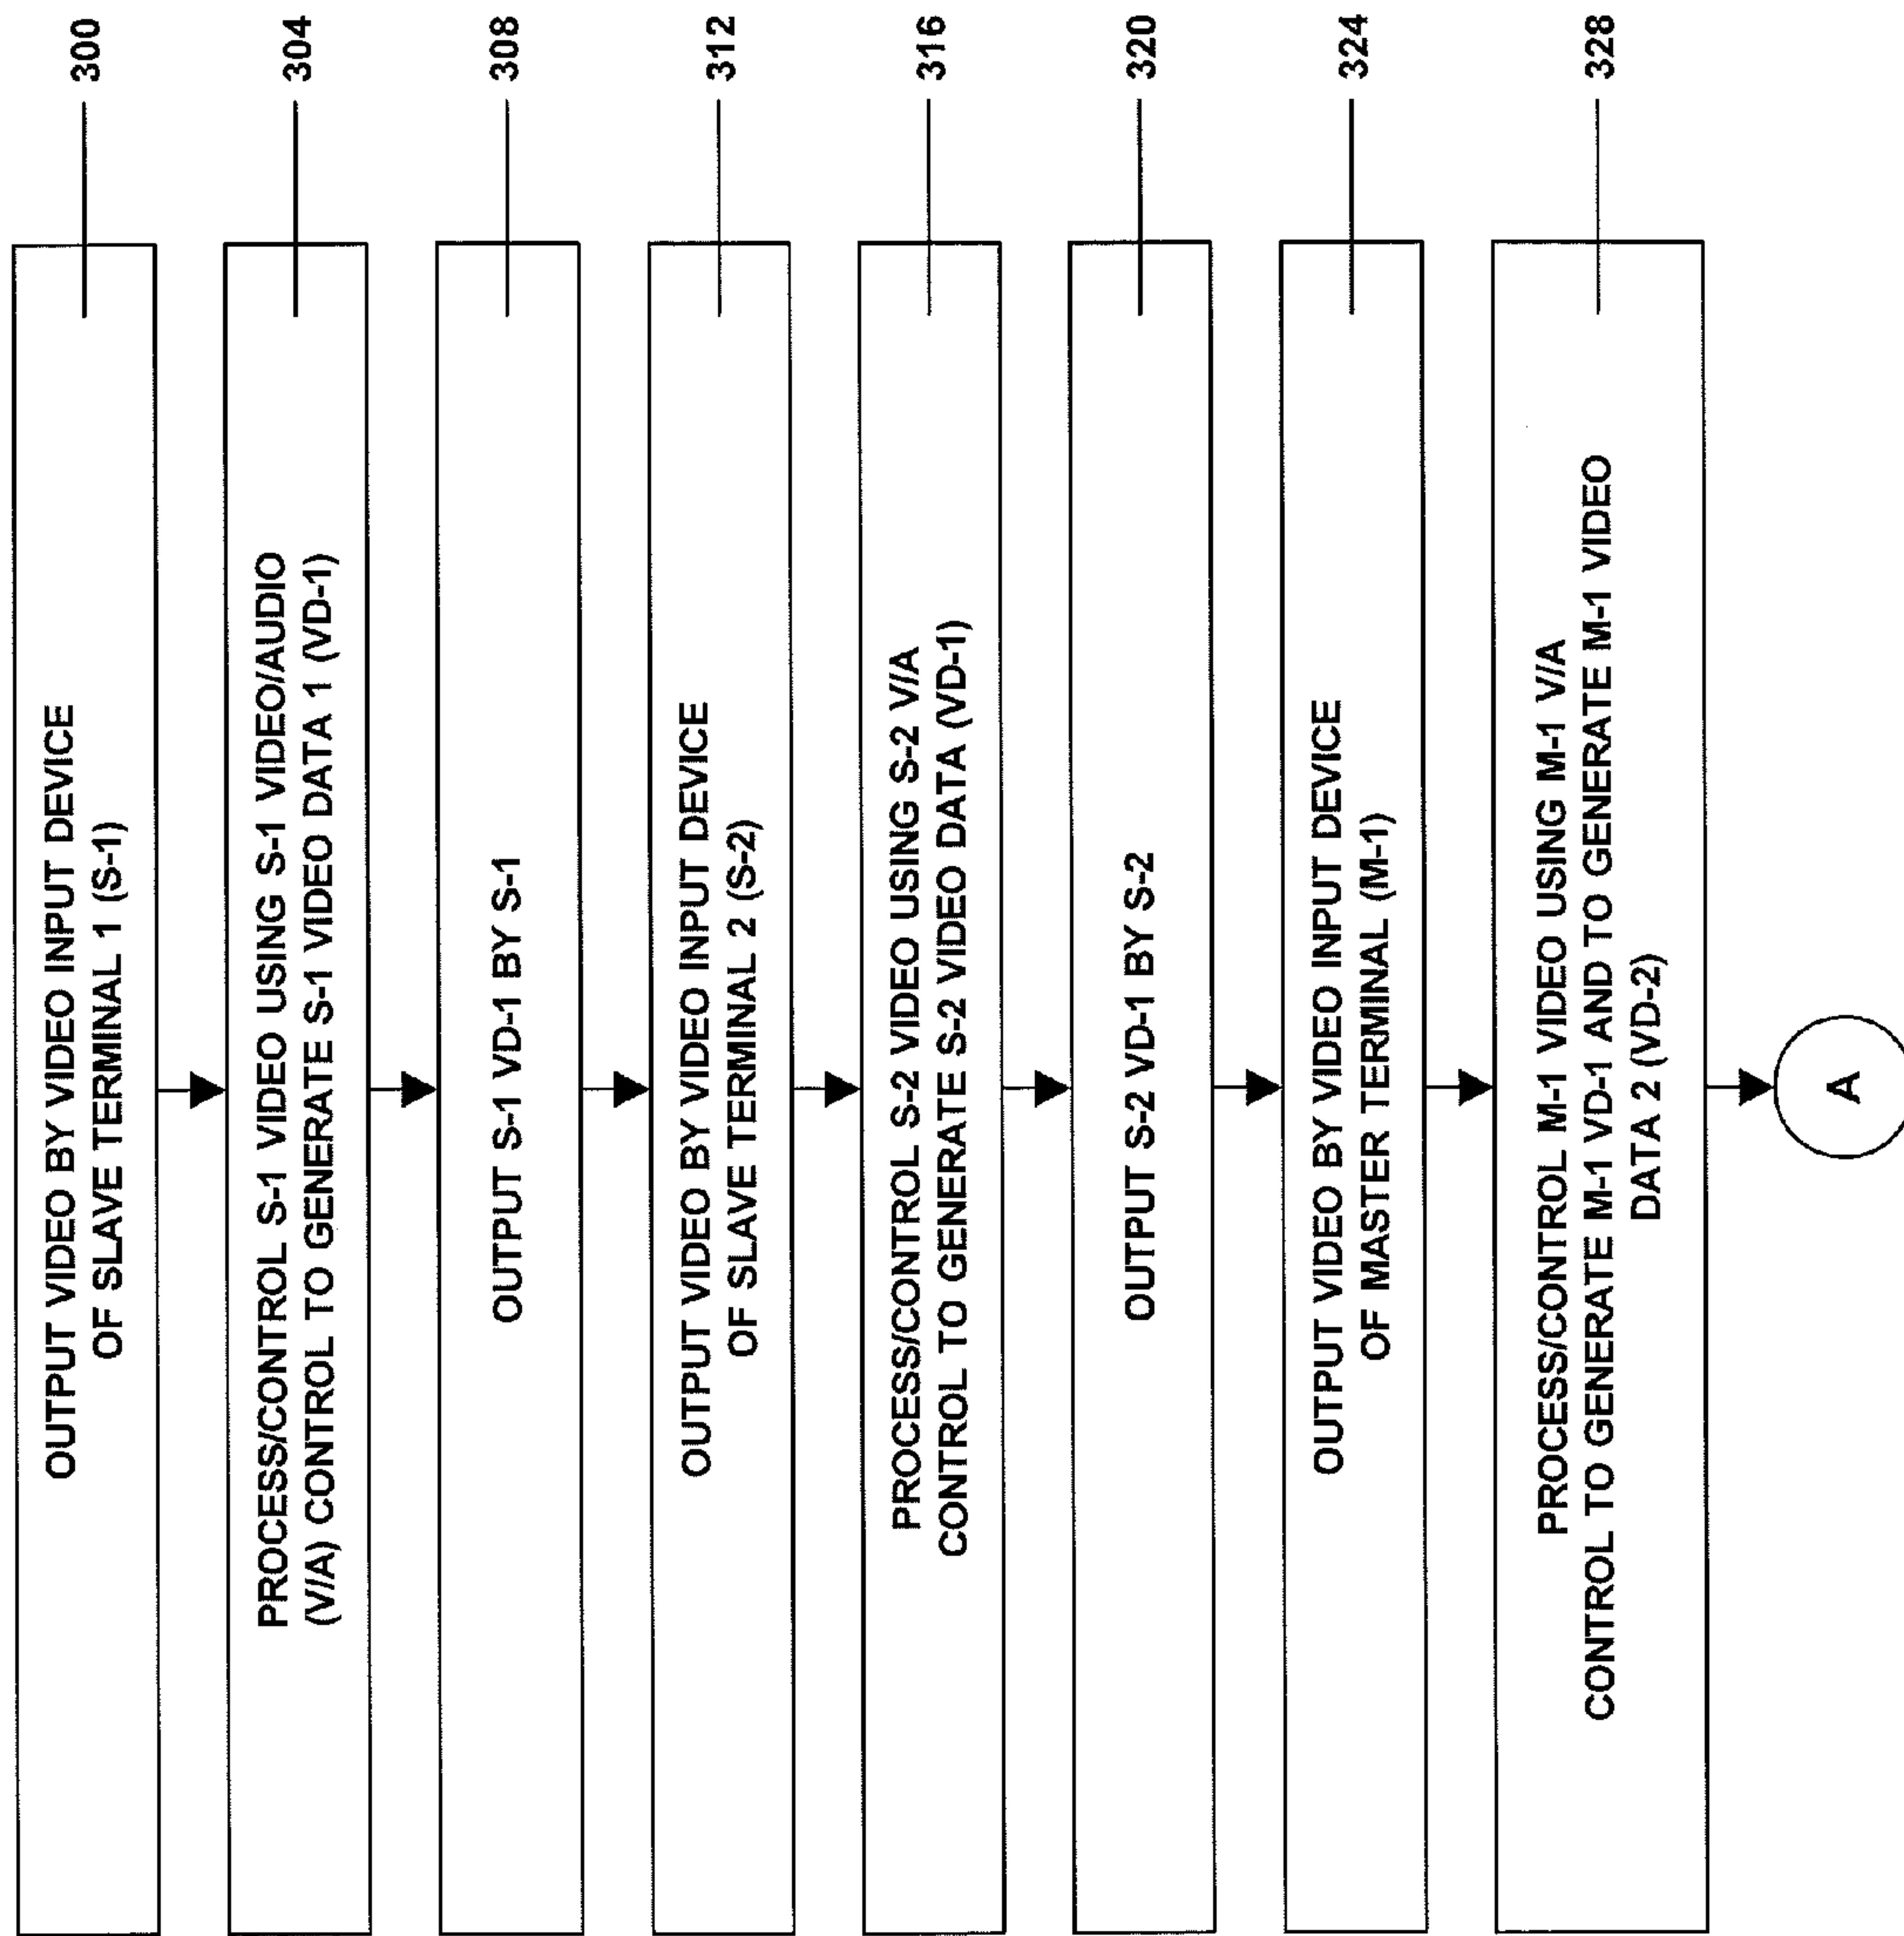 OUTPUT VIDEO BY VIDEO INPUT DEVICE
OF SLAVE TERMINAL 1 (S-1)
300
PROCESS/CONTROL S-1 VIDEO USING S-1 VIDEO/AUDIO
(V/A) CONTROL TO GENERATE S-1 VIDEO DATA 1 (VD-1)
304
OUTPUT S-1 VD-1 BY S-1
308
OUTPUT VIDEO BY VIDEO INPUT DEVICE
OF SLAVE TERMINAL 2 (S-2)
312
PROCESS/CONTROL S-2 VIDEO USING S-2 V/A
CONTROL TO GENERATE S-2 VIDEO DATA (VD-1)
316
OUTPUT S-2 VD-1 BY S-2
320
OUTPUT VIDEO BY VIDEO INPUT DEVICE
OF MASTER TERMINAL (M-1)
324
PROCESS/CONTROL M-1 VIDEO USING M-1 V/A
CONTROL TO GENERATE M-1 VD-1 AND TO GENERATE M-1 VIDEO
DATA 2 (VD-2)
328
A